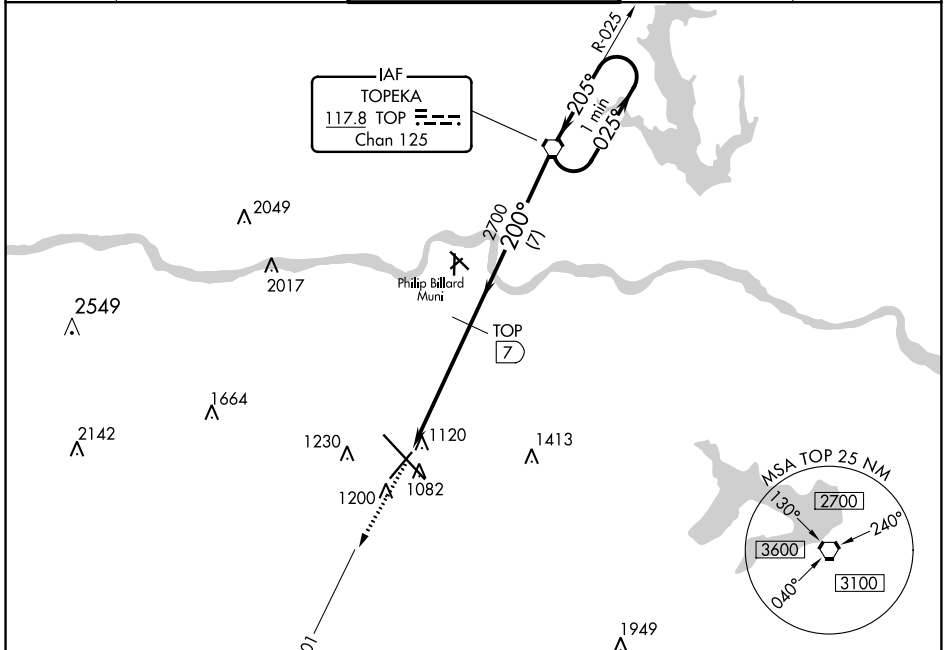 R-025
IAF
TOPEKA
117.8 TOP
Chan 125
205°
1 min
025°
2700
200°
(7)
2049
2017
Philip Billard
Muni
2549
TOP
7
1664
2142
1230
1120
1413
1200
1082
MSA TOP 25 NM
130°
2700
240°
3600
040°
3100
1949